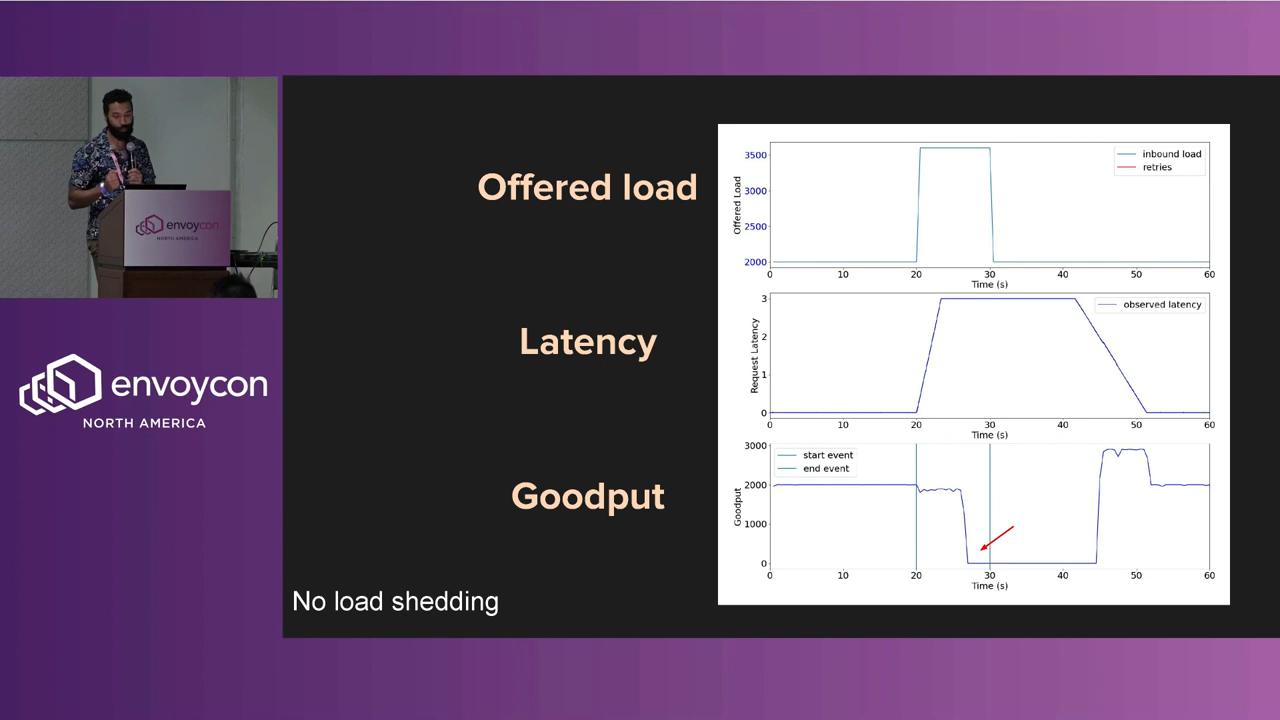 envoycon
NORTH AMERICA
envoycon
NORTH AMERICA
Offered load
Latency
Goodput
No load shedding
inbound load
retries
Offered Load
3500
3000
2500
2000
0 10 20 30 40 50 60
Time (s)
observed latency
Request Latency
3
2
1
0
0 10 20 30 40 50 60
Time (s)
start event
end event
Goodput
3000
2000
1000
0
0 10 20 30 40 50 60
Time (s)